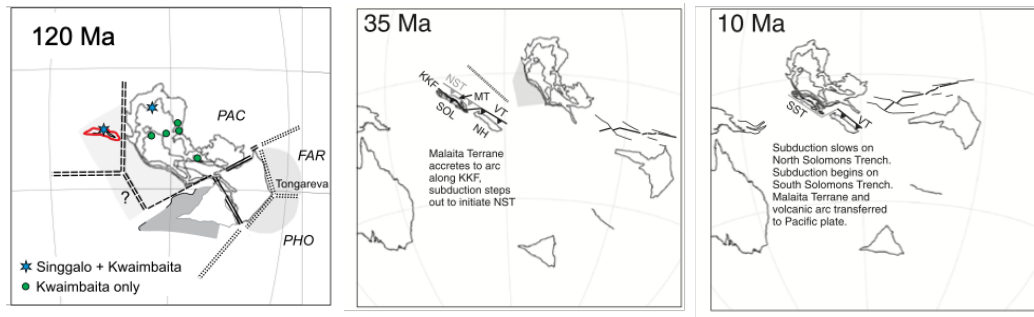 120 Ma
PAC
FAR
Tongareva
?
PHO
Singgalo + Kwaimbaita
Kwaimbaita only
35 Ma
KKF
NST
MT
SOL
VT
NH
Malaita Terrane
accretes to arc
along KKF,
subduction steps
out to initiate NST
10 Ma
SST
VT
Subduction slows on
North Solomons Trench.
Subduction begins on
South Solomons Trench.
Malaita Terrane and
volcanic arc transferred
to Pacific plate.